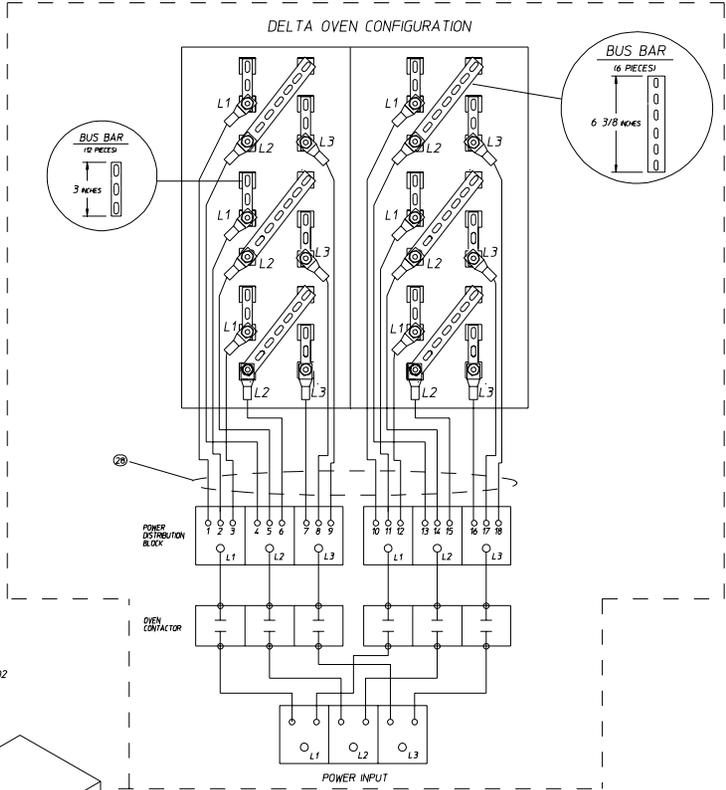 DELTA OVEN CONFIGURATION
BUS BAR
(6 PIECES)
6 3/8 INCHES
BUS BAR
(12 PIECES)
3 INCHES
L1
L2
L3
L1
L2
L3
L1
L2
L3
L1
L2
L3
L1
L2
L3
L1
L2
L3
28
POWER
DISTRIBUTION
BLOCK
1 2 3 4 5 6 7 8 9
L1 L2 L3
10 11 12 13 14 15 16 17 18
L1 L2 L3
OVEN
CONTACTOR
02
L1 L2 L3
POWER INPUT